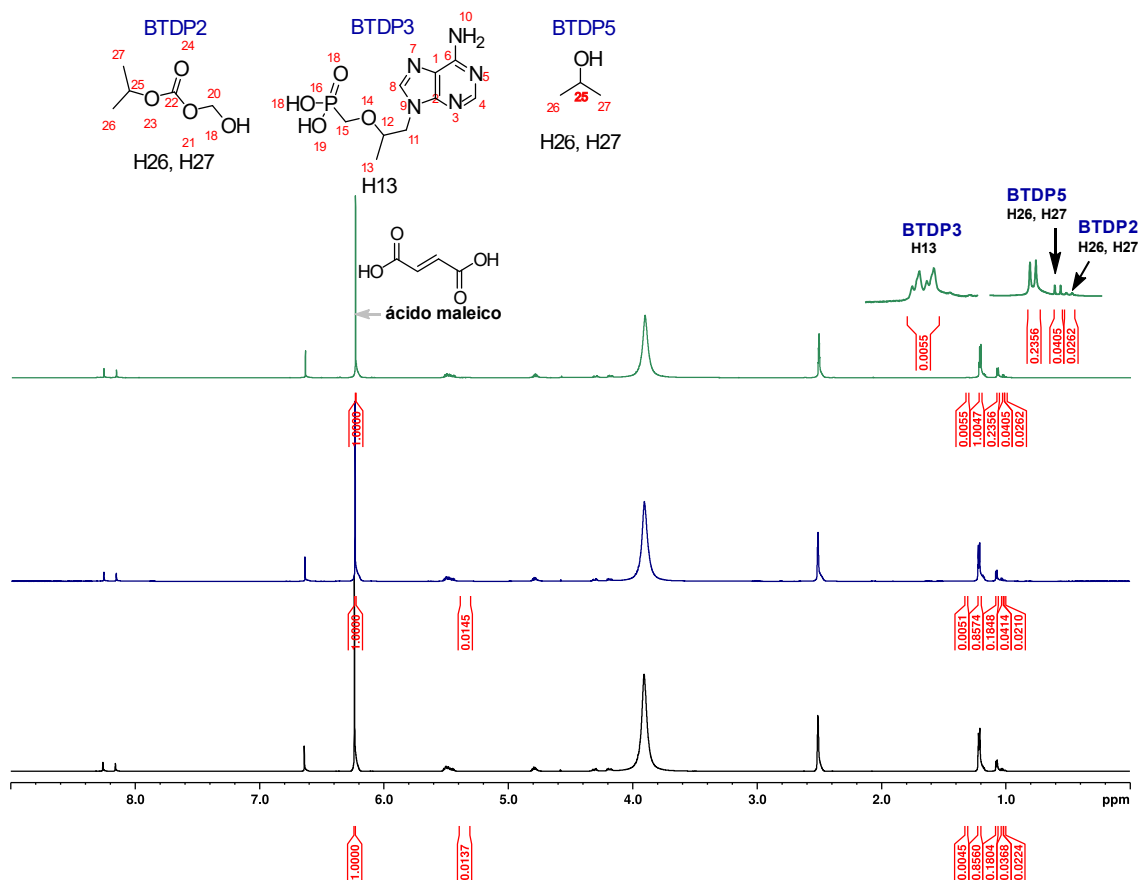 BTDP2
24
O
27
25
O
22
O
20
26
23
21
18
OH
H26, H27
BTDP3
10
NH2
7
N
6
1
N5
18
O
8
16
18
HO
P
14
9
N
2
N
4
3
HO
O
15
12
19
11
13
H13
BTDP5
OH
25
26
27
H26, H27
O
OH
HO
O
ácido maleico
BTDP3
H13
BTDP5
H26, H27
BTDP2
H26, H27
0.0055
0.2356
0.0405
0.0262
1.0000
0.0055
1.0047
0.2356
0.0405
0.0262
1.0000
0.0145
0.0051
0.8574
0.1848
0.0414
0.0210
8.0 7.0 6.0 5.0 4.0 3.0 2.0 1.0 ppm
1.0000
0.0137
0.0045
0.8560
0.1804
0.0368
0.0224